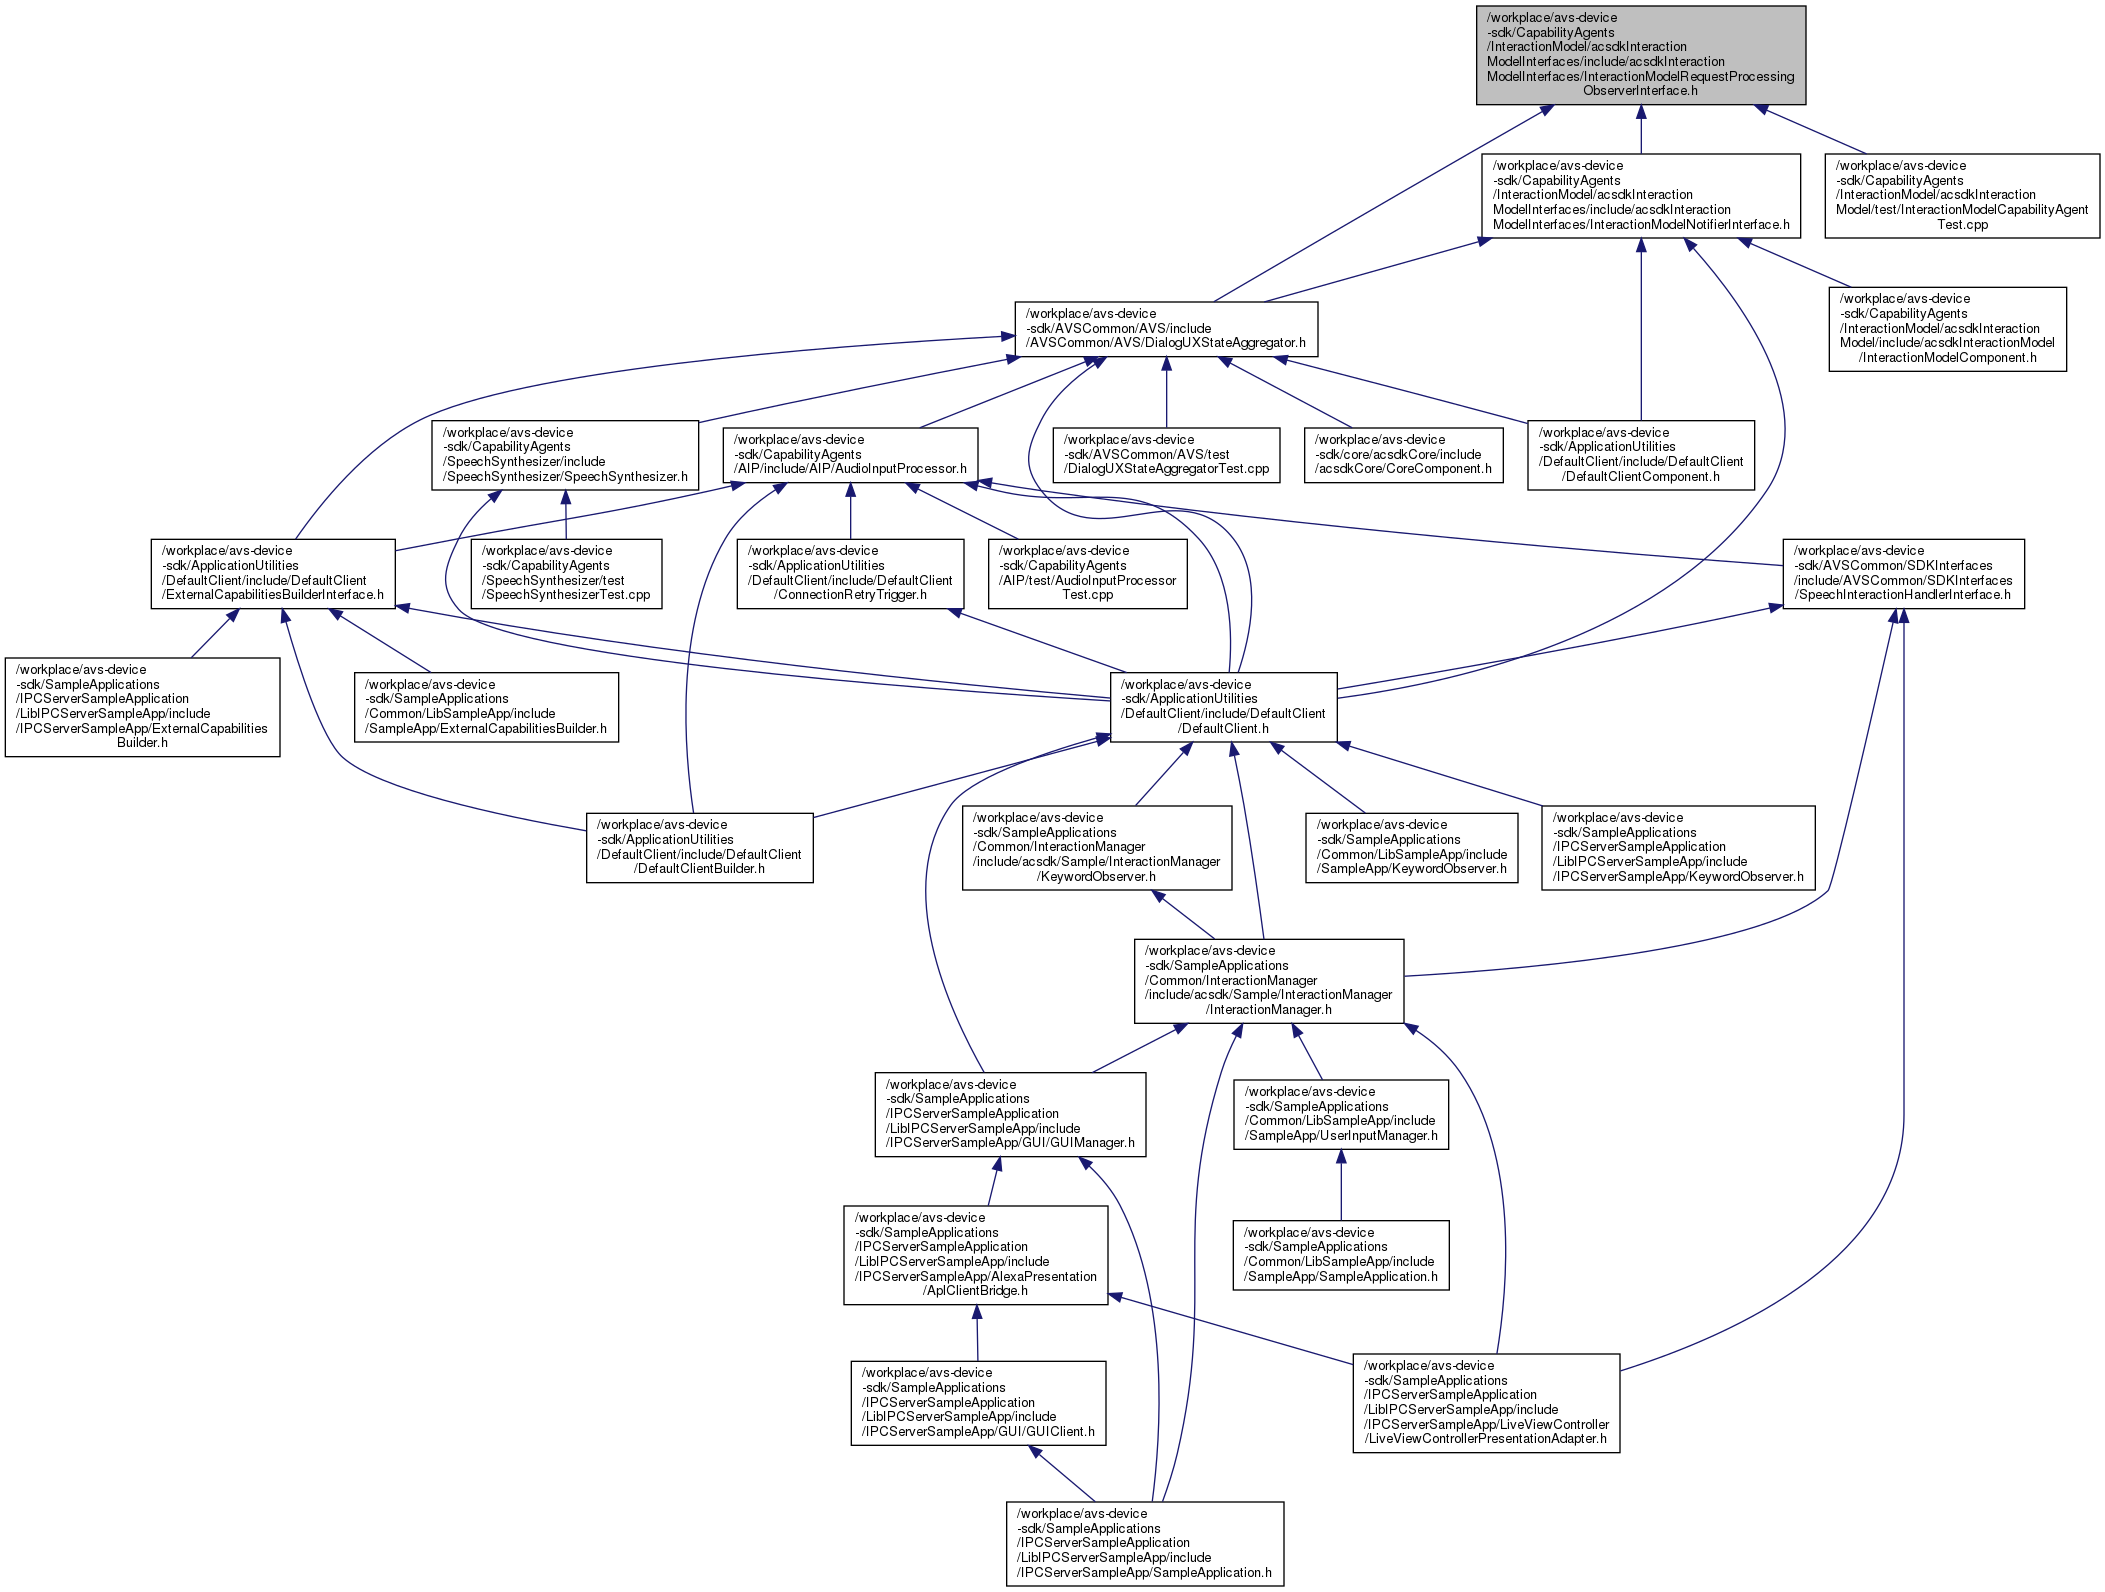 /workplace/avs-device
-sdk/CapabilityAgents
/InteractionModel/acsdkInteraction
ModelInterfaces/include/acsdkInteraction
ModelInterfaces/InteractionModelRequestProcessing
ObserverInterface.h
/workplace/avs-device
-sdk/CapabilityAgents
/InteractionModel/acsdkInteraction
ModelInterfaces/include/acsdkInteraction
ModelInterfaces/InteractionModelNotifierInterface.h
/workplace/avs-device
-sdk/CapabilityAgents
/InteractionModel/acsdkInteraction
Model/test/InteractionModelCapabilityAgent
Test.cpp
/workplace/avs-device
-sdk/AVSCommon/AVS/include
/AVSCommon/AVS/DialogUXStateAggregator.h
/workplace/avs-device
-sdk/CapabilityAgents
/InteractionModel/acsdkInteraction
Model/include/acsdkInteractionModel
/InteractionModelComponent.h
/workplace/avs-device
-sdk/CapabilityAgents
/SpeechSynthesizer/include
/SpeechSynthesizer/SpeechSynthesizer.h
/workplace/avs-device
-sdk/CapabilityAgents
/AIP/include/AIP/AudioInputProcessor.h
/workplace/avs-device
-sdk/AVSCommon/AVS/test
/DialogUXStateAggregatorTest.cpp
/workplace/avs-device
-sdk/core/acsdkCore/include
/acsdkCore/CoreComponent.h
/workplace/avs-device
-sdk/ApplicationUtilities
/DefaultClient/include/DefaultClient
/DefaultClientComponent.h
/workplace/avs-device
-sdk/ApplicationUtilities
/DefaultClient/include/DefaultClient
/ExternalCapabilitiesBuilderInterface.h
/workplace/avs-device
-sdk/CapabilityAgents
/SpeechSynthesizer/test
/SpeechSynthesizerTest.cpp
/workplace/avs-device
-sdk/ApplicationUtilities
/DefaultClient/include/DefaultClient
/ConnectionRetryTrigger.h
/workplace/avs-device
-sdk/CapabilityAgents
/AIP/test/AudioInputProcessor
Test.cpp
/workplace/avs-device
-sdk/AVSCommon/SDKInterfaces
/include/AVSCommon/SDKInterfaces
/SpeechInteractionHandlerInterface.h
/workplace/avs-device
-sdk/SampleApplications
/IPCServerSampleApplication
/LibIPCServerSampleApp/include
/IPCServerSampleApp/ExternalCapabilities
Builder.h
/workplace/avs-device
-sdk/SampleApplications
/Common/LibSampleApp/include
/SampleApp/ExternalCapabilitiesBuilder.h
/workplace/avs-device
-sdk/ApplicationUtilities
/DefaultClient/include/DefaultClient
/DefaultClient.h
/workplace/avs-device
-sdk/ApplicationUtilities
/DefaultClient/include/DefaultClient
/DefaultClientBuilder.h
/workplace/avs-device
-sdk/SampleApplications
/Common/InteractionManager
/include/acsdk/Sample/InteractionManager
/KeywordObserver.h
/workplace/avs-device
-sdk/SampleApplications
/Common/LibSampleApp/include
/SampleApp/KeywordObserver.h
/workplace/avs-device
-sdk/SampleApplications
/IPCServerSampleApplication
/LibIPCServerSampleApp/include
/IPCServerSampleApp/KeywordObserver.h
/workplace/avs-device
-sdk/SampleApplications
/Common/InteractionManager
/include/acsdk/Sample/InteractionManager
/InteractionManager.h
/workplace/avs-device
-sdk/SampleApplications
/IPCServerSampleApplication
/LibIPCServerSampleApp/include
/IPCServerSampleApp/GUI/GUIManager.h
/workplace/avs-device
-sdk/SampleApplications
/Common/LibSampleApp/include
/SampleApp/UserInputManager.h
/workplace/avs-device
-sdk/SampleApplications
/IPCServerSampleApplication
/LibIPCServerSampleApp/include
/IPCServerSampleApp/AlexaPresentation
/AplClientBridge.h
/workplace/avs-device
-sdk/SampleApplications
/Common/LibSampleApp/include
/SampleApp/SampleApplication.h
/workplace/avs-device
-sdk/SampleApplications
/IPCServerSampleApplication
/LibIPCServerSampleApp/include
/IPCServerSampleApp/GUI/GUIClient.h
/workplace/avs-device
-sdk/SampleApplications
/IPCServerSampleApplication
/LibIPCServerSampleApp/include
/IPCServerSampleApp/LiveViewController
/LiveViewControllerPresentationAdapter.h
/workplace/avs-device
-sdk/SampleApplications
/IPCServerSampleApplication
/LibIPCServerSampleApp/include
/IPCServerSampleApp/SampleApplication.h